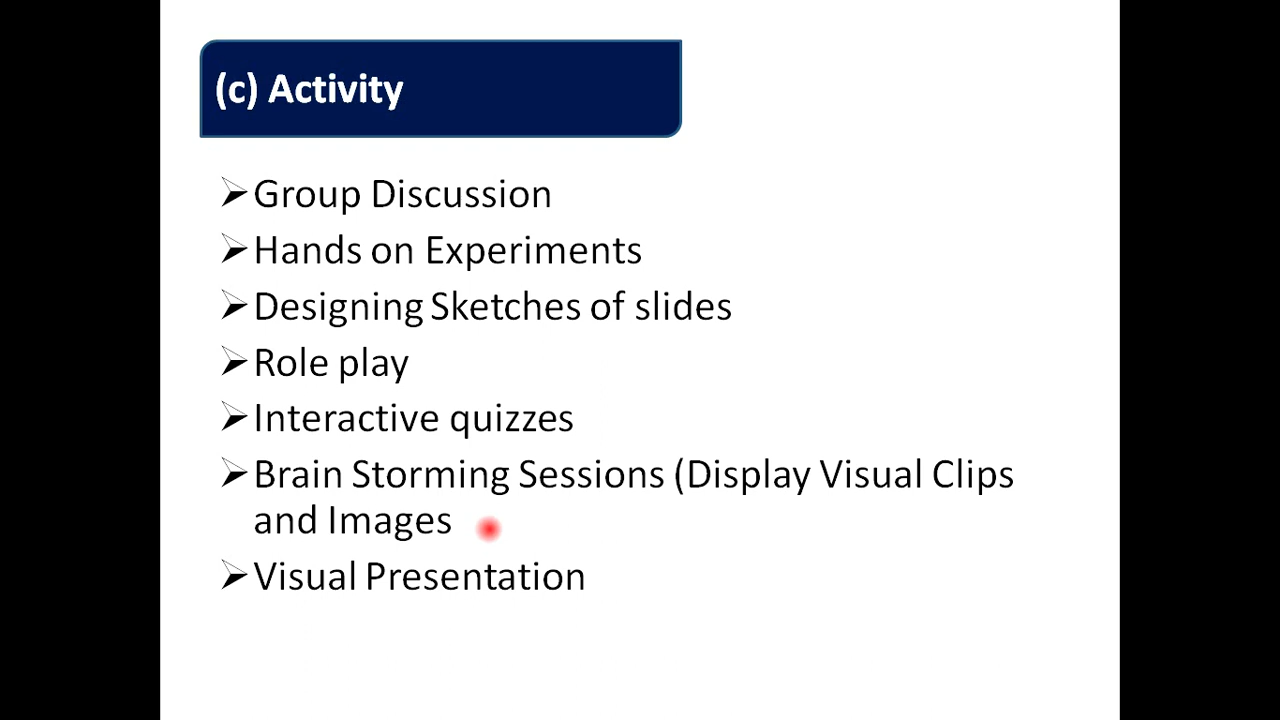 (c) Activity
Group Discussion
Hands on Experiments
Designing Sketches of slides
Role play
Interactive quizzes
Brain Storming Sessions (Display Visual Clips
and Images
Visual Presentation